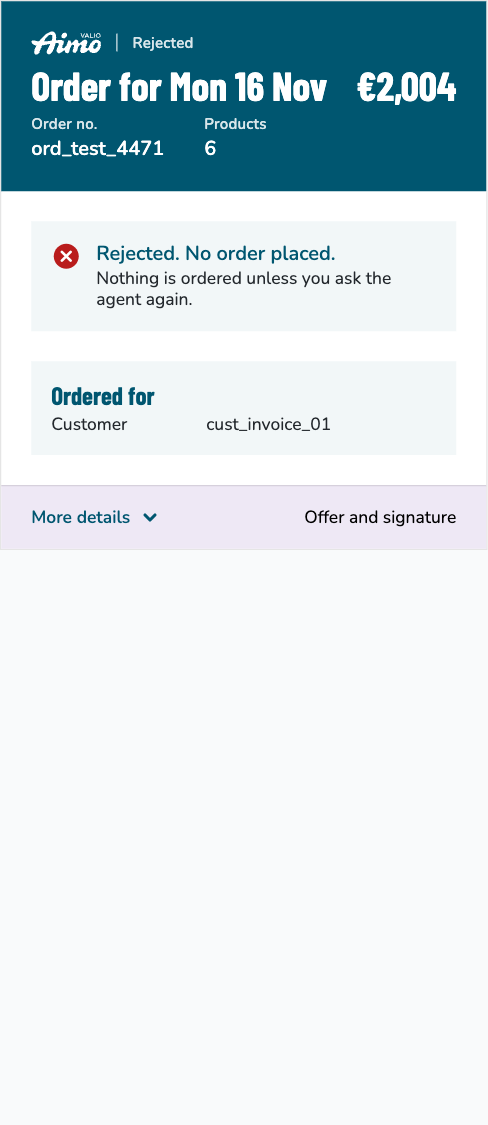 VALIO
Aimo
Rejected
Order for Mon 16 Nov €2,004
Order no. Products
ord_test_4471 6
Rejected. No order placed.
Nothing is ordered unless you ask the
agent again.
Ordered for
Customer cust_invoice_01
More details Offer and signature